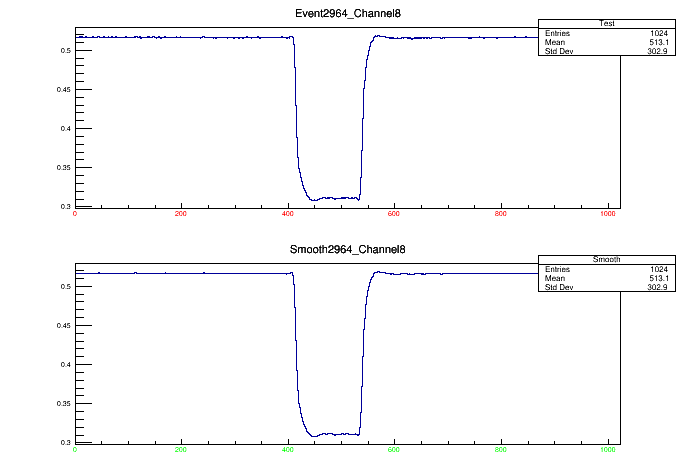 Event2964_Channel8
Test
Entries 1024
Mean 513.1
Std Dev 302.9
0.5
0.45
0.4
0.35
0.3
0 200 400 600 800 1000
Smooth2964_Channel8
Smooth
Entries 1024
Mean 513.1
Std Dev 302.9
0.5
0.45
0.4
0.35
0.3
0 200 400 600 800 1000